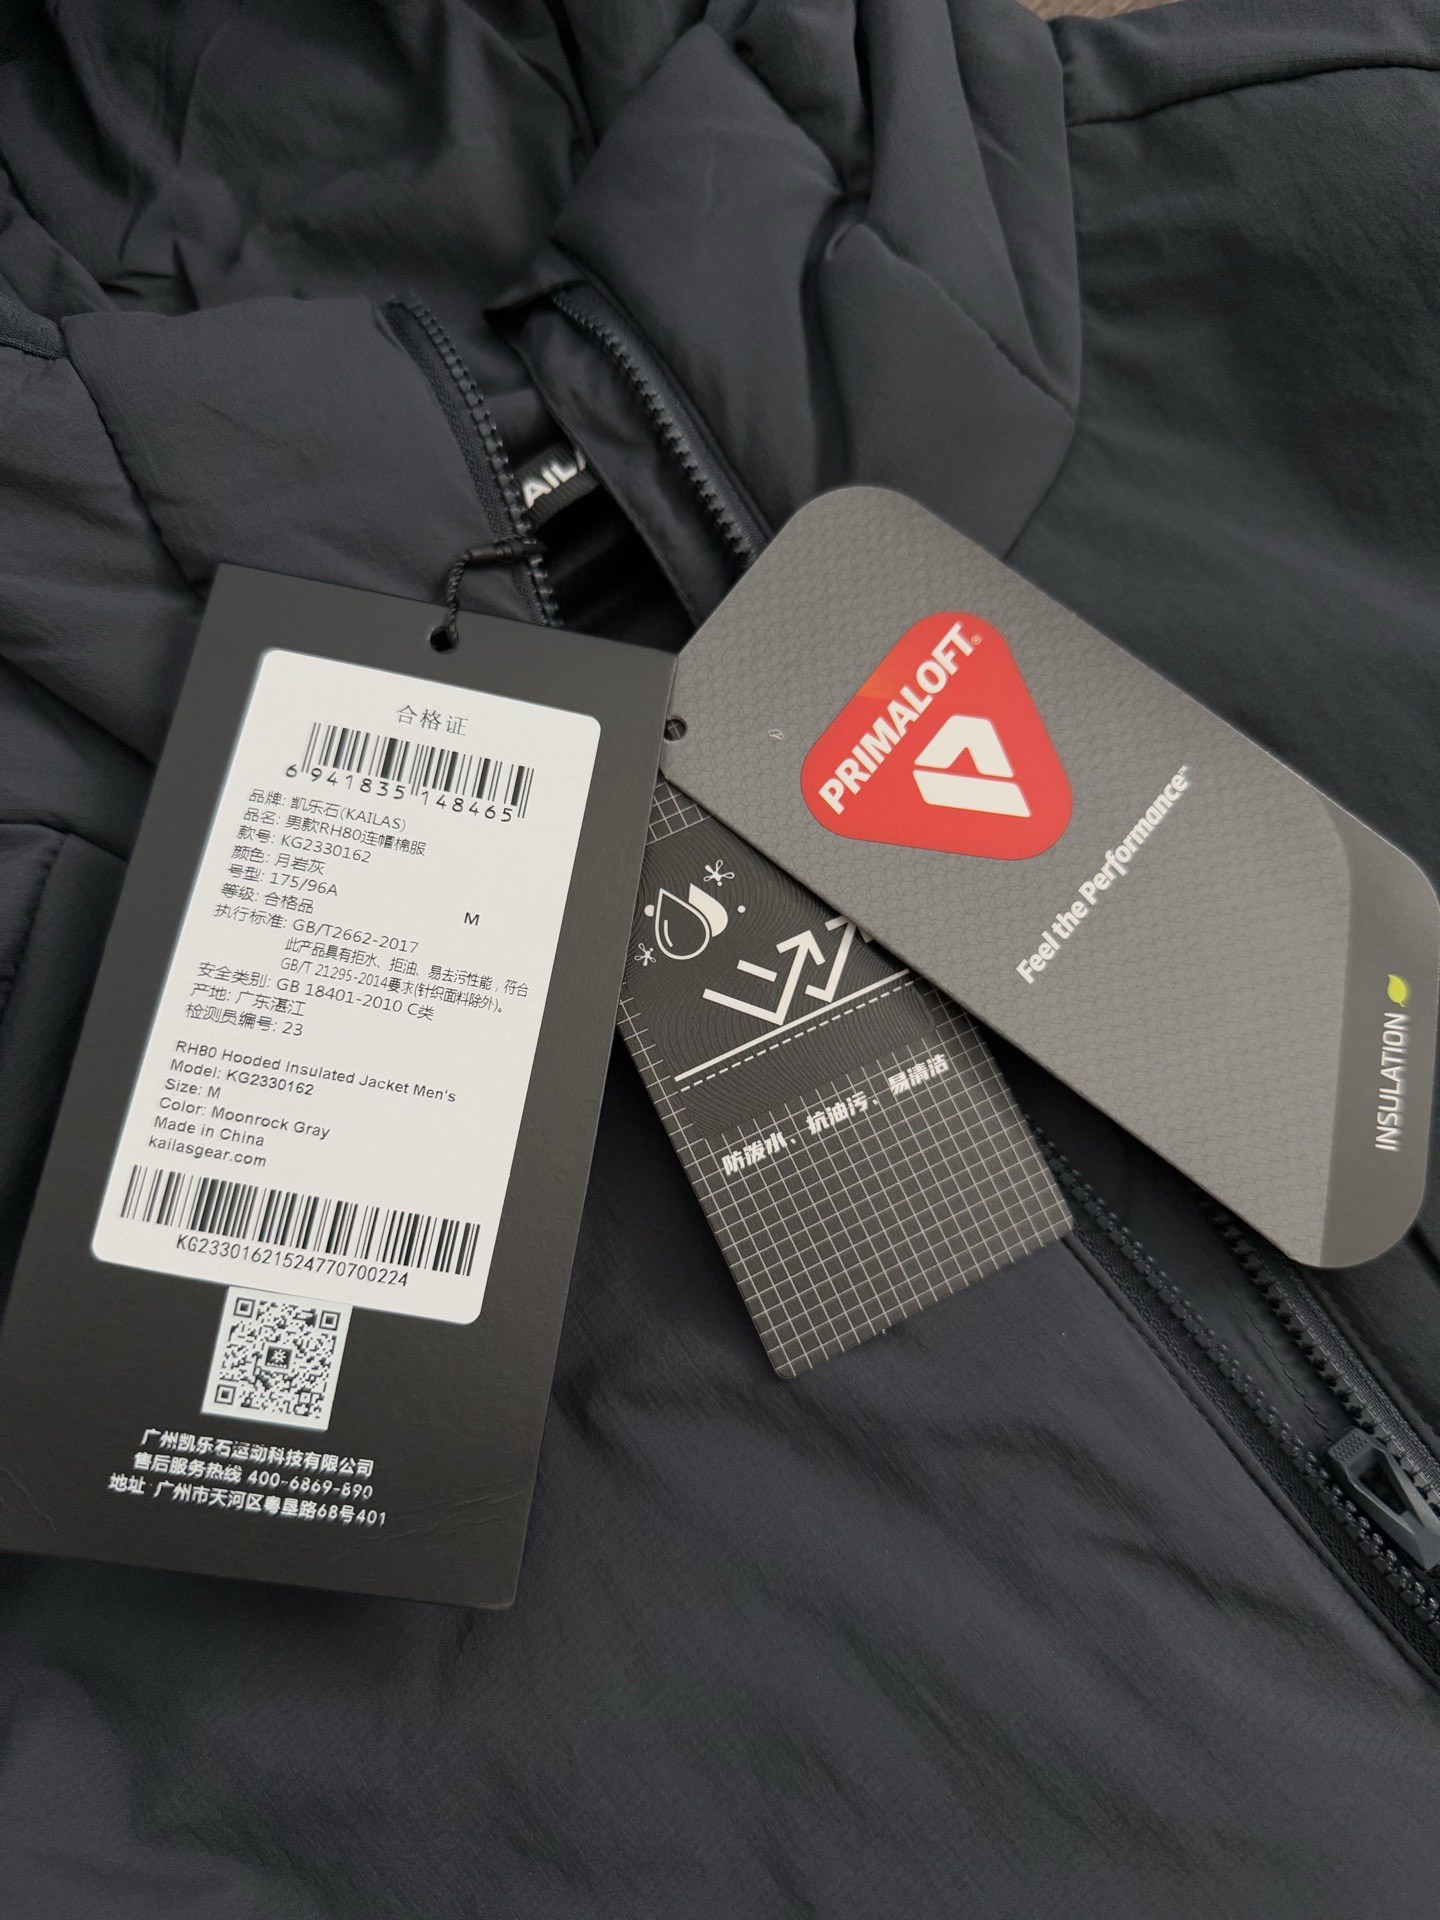 AILA
合格证
6 941835 148465
品牌: 凯乐石(KAILAS)
品名: 男款RH80连帽棉服
款号: KG2330162
颜色: 月岩灰
号型: 175/96A M
等级: 合格品
执行标准: GB/T2662-2017
此产品具有拒水、拒油、易去污性能，符合
GB/T 21295-2014要求(针织面料除外)。
安全类别: GB 18401-2010 C类
产地: 广东湛江
检测员编号: 23
RH80 Hooded Insulated Jacket Men's
Model: KG2330162
Size: M
Color: Moonrock Gray
Made in China
kailasgear.com
KG23301621524770700224
广州凯乐石运动科技有限公司
售后服务热线 400-6869-890
地址 广州市天河区粤垦路68号401
防泼水、抗油污、易清洁
PRIMALOFT®
Feel the Performance™
INSULATION